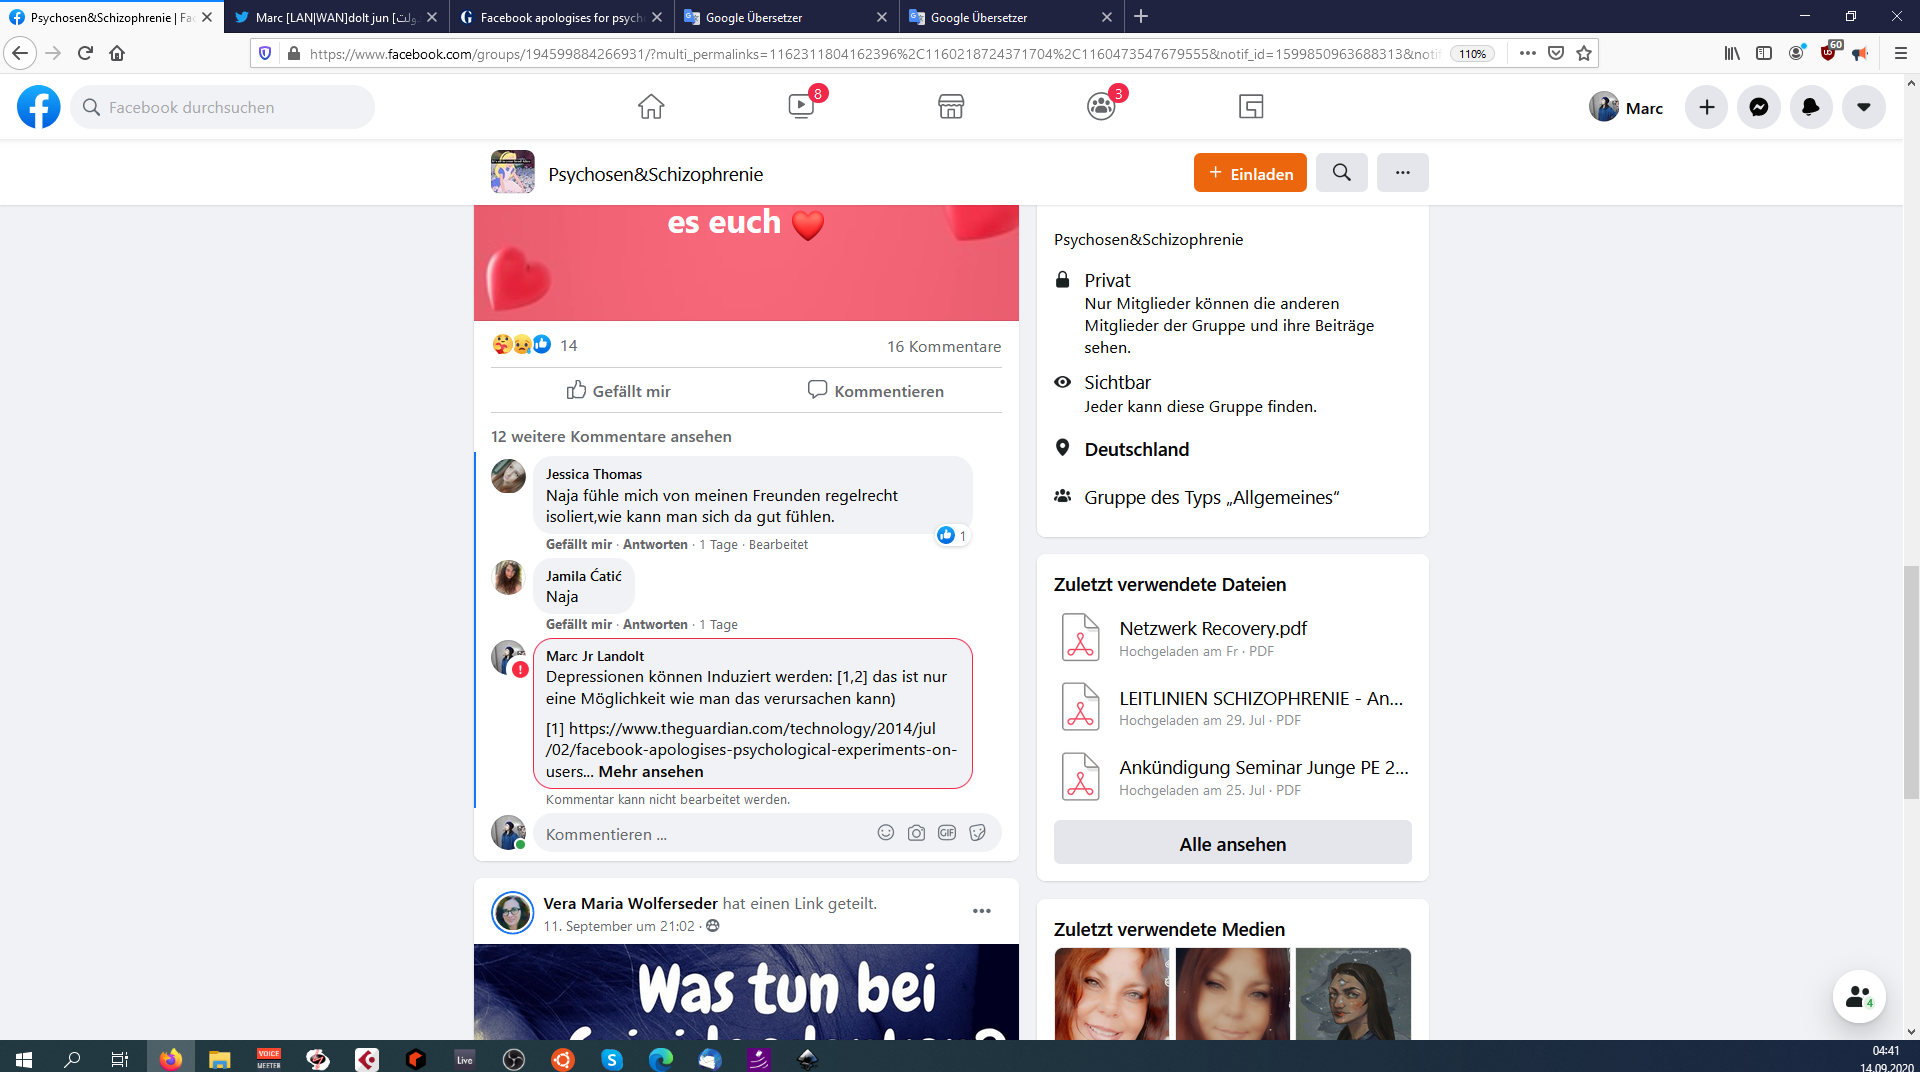 Psychosen&Schizophrenie | Fac
Marc [LAN|WAN]dolt jun
Facebook apologises for psych
Google Übersetzer
Google Übersetzer
https://www.facebook.com/groups/194599884266931/?multi_permalinks=1162311804162396%2C1160218724371704%2C1160473547679555&notif_id=1599850963688313&notif
110%
60
Facebook durchsuchen
8
3
Marc
Psychosen&Schizophrenie
+ Einladen
es euch
14
16 Kommentare
Gefällt mir
Kommentieren
12 weitere Kommentare ansehen
Jessica Thomas
Naja fühle mich von meinen Freunden regelrecht
isoliert,wie kann man sich da gut fühlen.
1
Gefällt mir · Antworten · 1 Tage · Bearbeitet
Jamila Ćatić
Naja
Gefällt mir · Antworten · 1 Tage
Marc Jr Landolt
Depressionen können Induziert werden: [1,2] das ist nur
eine Möglichkeit wie man das verursachen kann)
[1] https://www.theguardian.com/technology/2014/jul
/02/facebook-apologises-psychological-experiments-on-
users... Mehr ansehen
Kommentar kann nicht bearbeitet werden.
Kommentieren ...
GIF
Vera Maria Wolferseder hat einen Link geteilt.
11. September um 21:02 ·
Was tun bei
Psychosen&Schizophrenie
Privat
Nur Mitglieder können die anderen
Mitglieder der Gruppe und ihre Beiträge
sehen.
Sichtbar
Jeder kann diese Gruppe finden.
Deutschland
Gruppe des Typs „Allgemeines“
Zuletzt verwendete Dateien
Netzwerk Recovery.pdf
Hochgeladen am Fr · PDF
LEITLINIEN SCHIZOPHRENIE - An...
Hochgeladen am 29. Jul · PDF
Ankündigung Seminar Junge PE 2...
Hochgeladen am 25. Jul · PDF
Alle ansehen
Zuletzt verwendete Medien
4
VOICE
MEETER
Live
04:41
14.09.2020